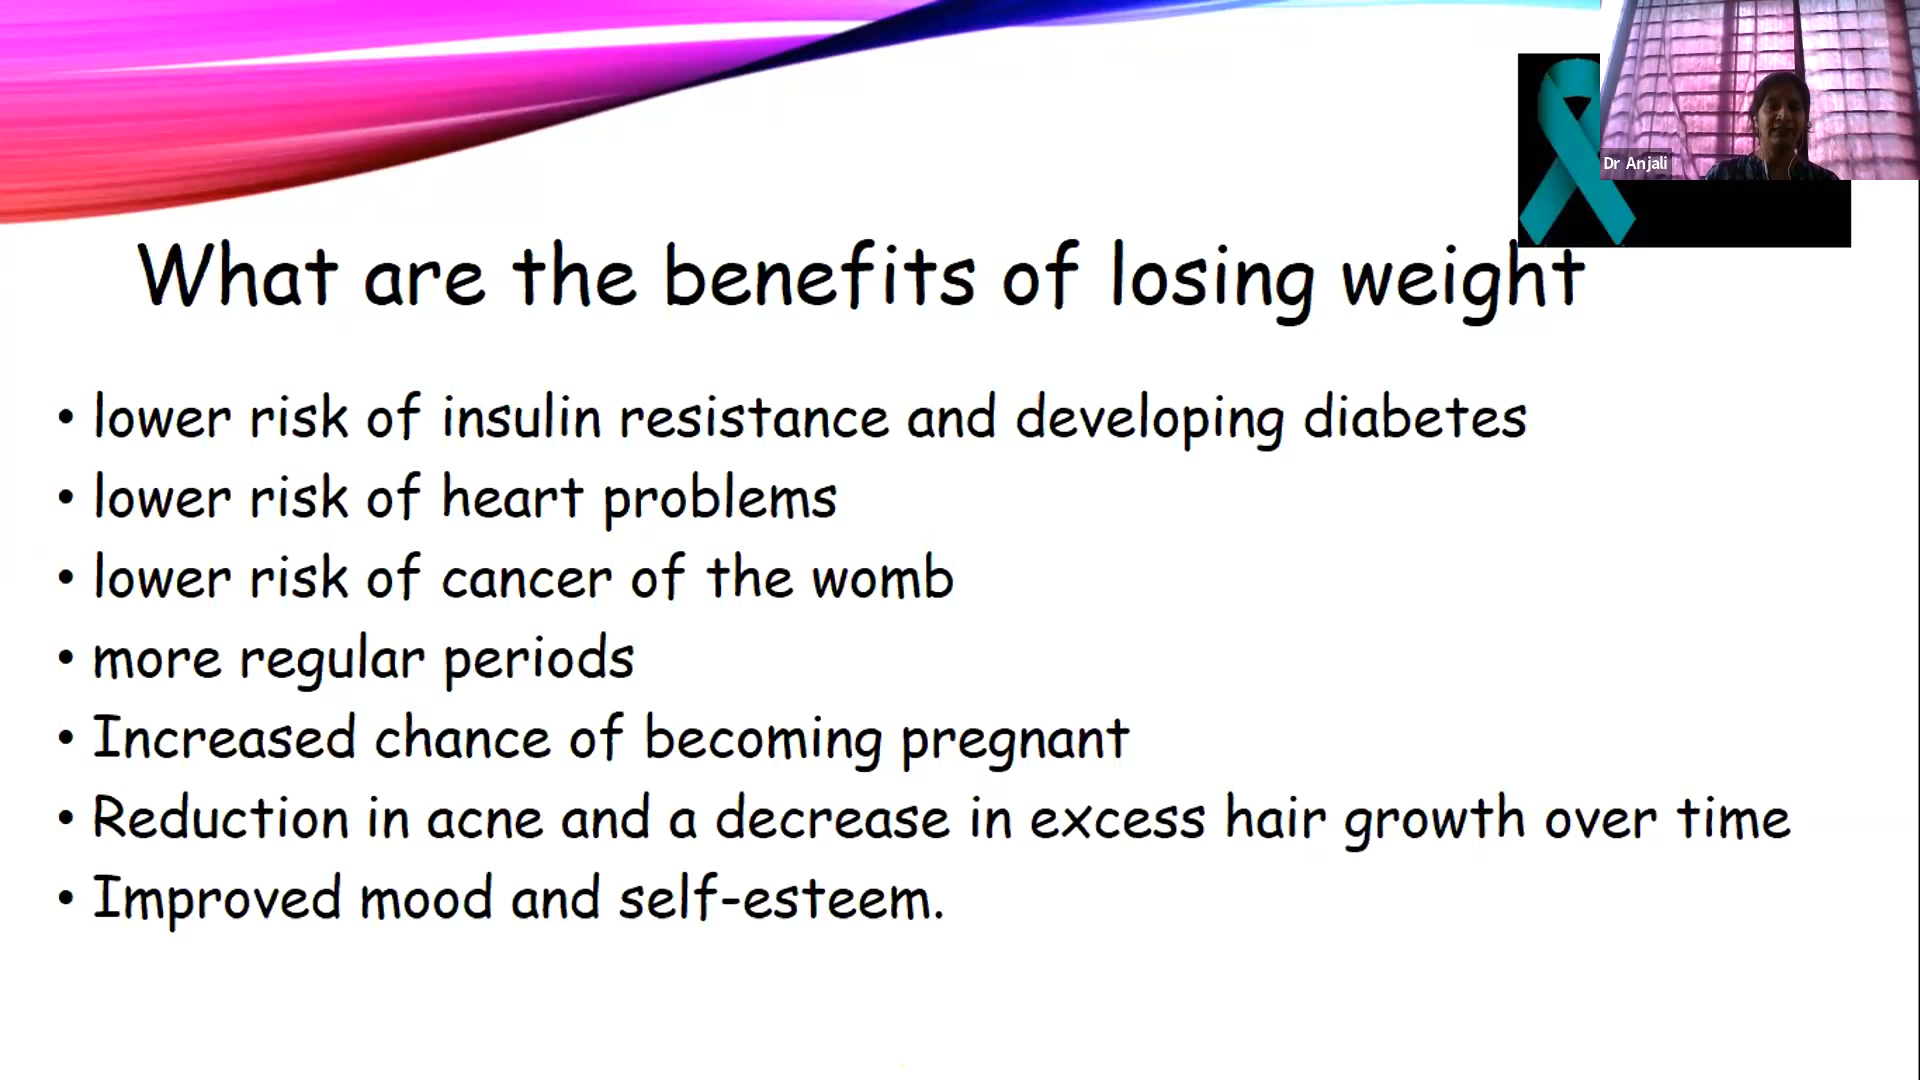 Dr Anjali
What are the benefits of losing weight
• lower risk of insulin resistance and developing diabetes
• lower risk of heart problems
• lower risk of cancer of the womb
• more regular periods
• Increased chance of becoming pregnant
• Reduction in acne and a decrease in excess hair growth over time
• Improved mood and self-esteem.